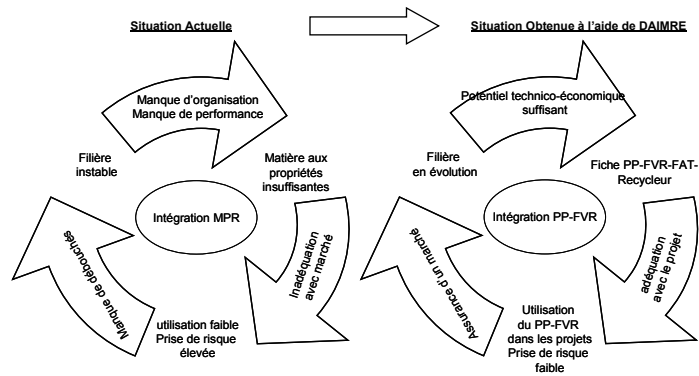 Situation Actuelle
Situation Obtenue à l'aide de DAIMRE
Manque d'organisation
Manque de performance
Filière
instable
Matière aux
propriétés
insuffisantes
Intégration MPR
Manque de débouchés
Inadéquation
avec marché
utilisation faible
Prise de risque
élevée
Potentiel technico-économique
suffisant
Filière
en évolution
Fiche PP-FVR-FAT-
Recycleur
Intégration PP-FVR
Assurance d'un marché
adéquation
avec le projet
Utilisation
du PP-FVR
dans les projets
Prise de risque
faible